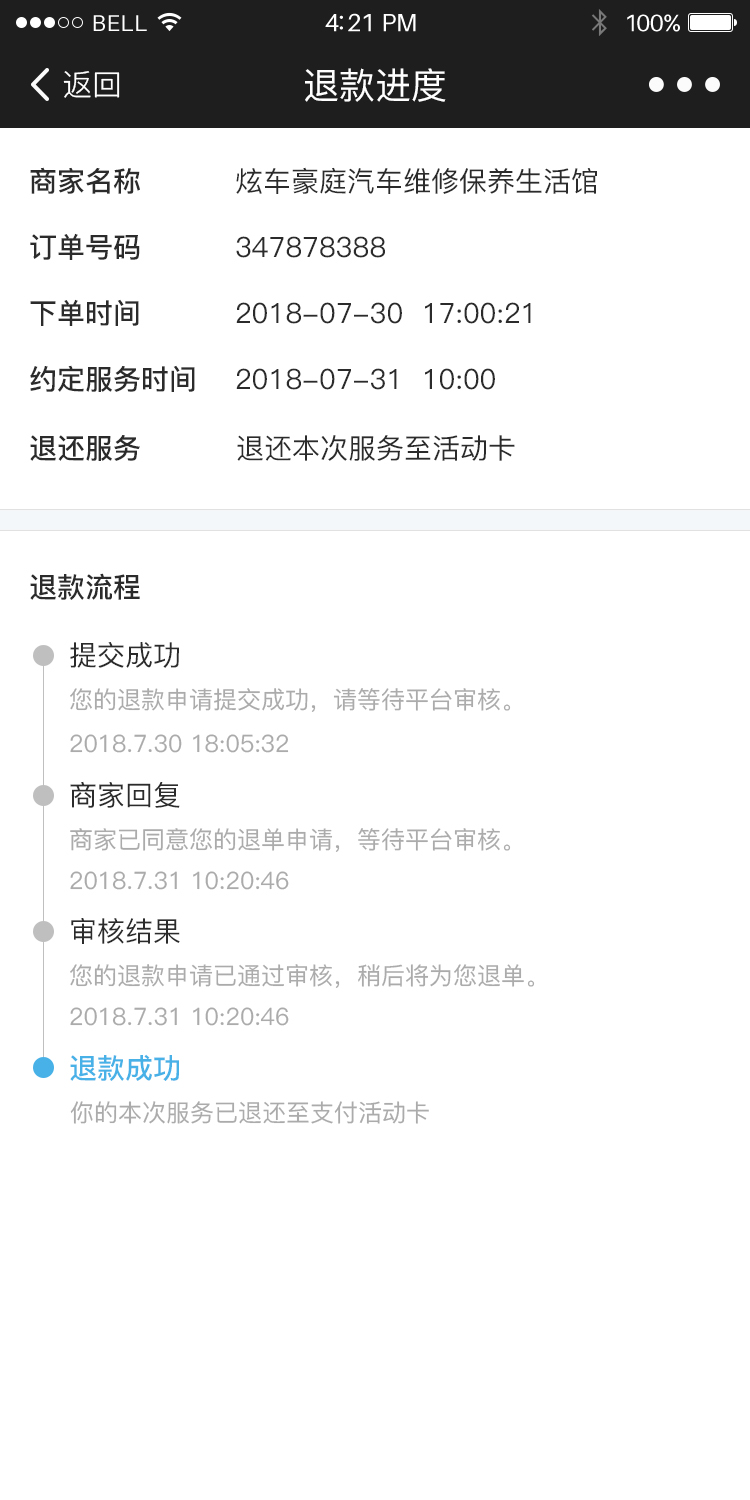 BELL 4:21 PM 100%
返回 退款进度
商家名称 炫车豪庭汽车维修保养生活馆
订单号码 347878388
下单时间 2018-07-30 17:00:21
约定服务时间 2018-07-31 10:00
退还服务 退还本次服务至活动卡
退款流程
提交成功
您的退款申请提交成功，请等待平台审核。
2018.7.30 18:05:32
商家回复
商家已同意您的退单申请，等待平台审核。
2018.7.31 10:20:46
审核结果
您的退款申请已通过审核，稍后将为您退单。
2018.7.31 10:20:46
退款成功
你的本次服务已退还至支付活动卡